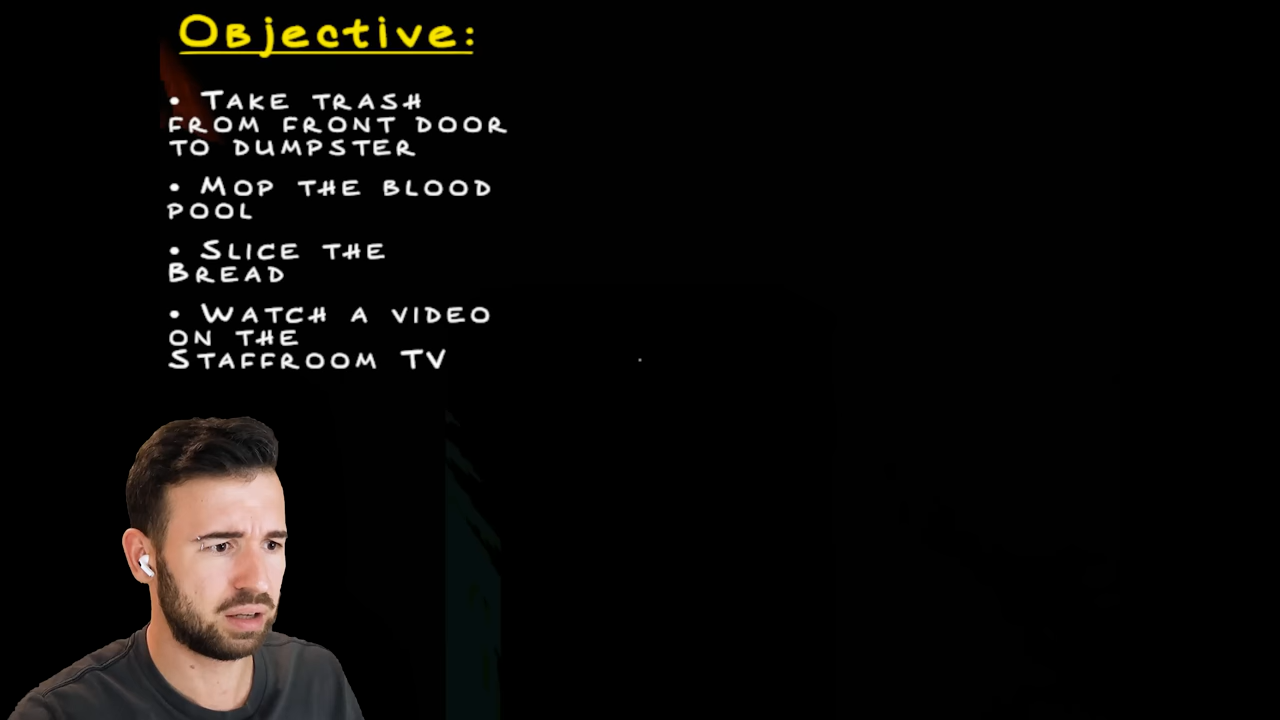 Objective:
• Take trash
from front door
to dumpster
• Mop the blood
pool
• Slice the
Bread
• Watch a video
on the
Staffroom TV